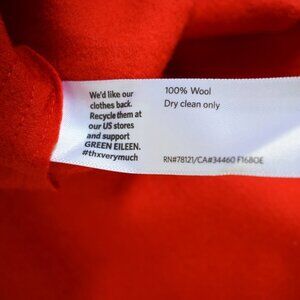 We'd like our
clothes back.
Recycle them at
our US stores
and support
GREEN EILEEN.
#thxverymuch
100% Wool
Dry clean only
RN#78121/CA#34460 F16BOE